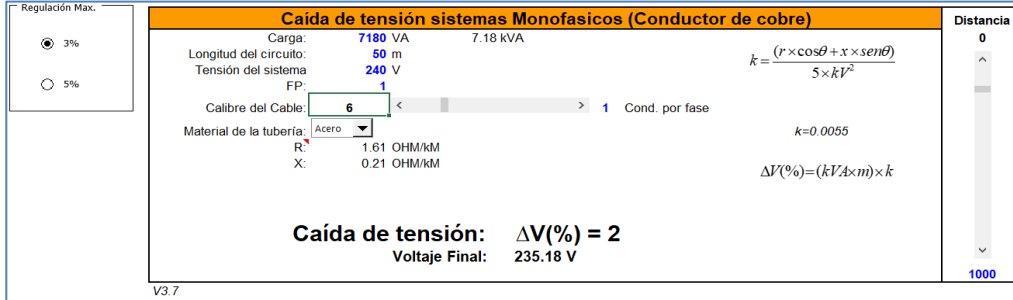 Regulación Max.
3%
5%
Caída de tensión sistemas Monofasicos (Conductor de cobre)
Carga: 7180 VA 7.18 kVA
Longitud del circuito: 50 m
Tensión del sistema 240 V
FP: 1
Calibre del Cable: 6 < > 1 Cond. por fase
Material de la tubería: Acero
R: 1.61 OHM/kM
X: 0.21 OHM/kM
k = (r×cosθ + x×senθ) / 5×kV²
k=0.0055
ΔV(%)=(kVA×m)×k
Caída de tensión: ΔV(%) = 2
Voltaje Final: 235.18 V
Distancia
0
1000
V3.7